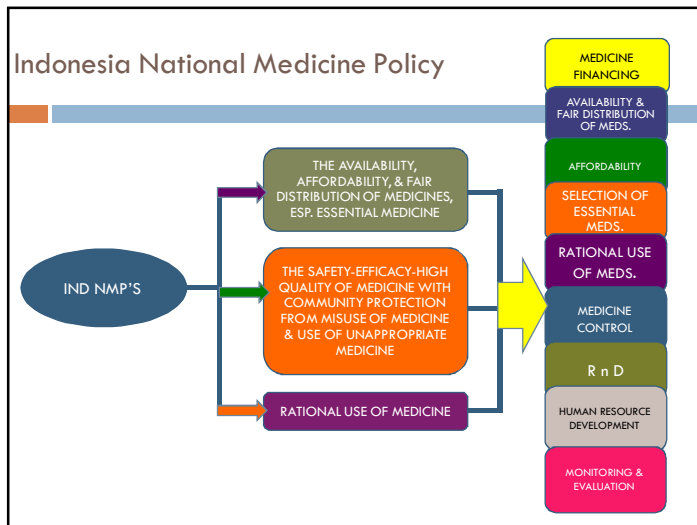 Indonesia National Medicine Policy
IND NMP'S
THE AVAILABILITY,
AFFORDABILITY, & FAIR
DISTRIBUTION OF MEDICINES,
ESP. ESSENTIAL MEDICINE
THE SAFETY-EFFICACY-HIGH
QUALITY OF MEDICINE WITH
COMMUNITY PROTECTION
FROM MISUSE OF MEDICINE
& USE OF UNAPPROPRIATE
MEDICINE
RATIONAL USE OF MEDICINE
MEDICINE
FINANCING
AVAILABILITY &
FAIR DISTRIBUTION
OF MEDS.
AFFORDABILITY
SELECTION OF
ESSENTIAL
MEDS.
RATIONAL USE
OF MEDS.
MEDICINE
CONTROL
R n D
HUMAN RESOURCE
DEVELOPMENT
MONITORING &
EVALUATION